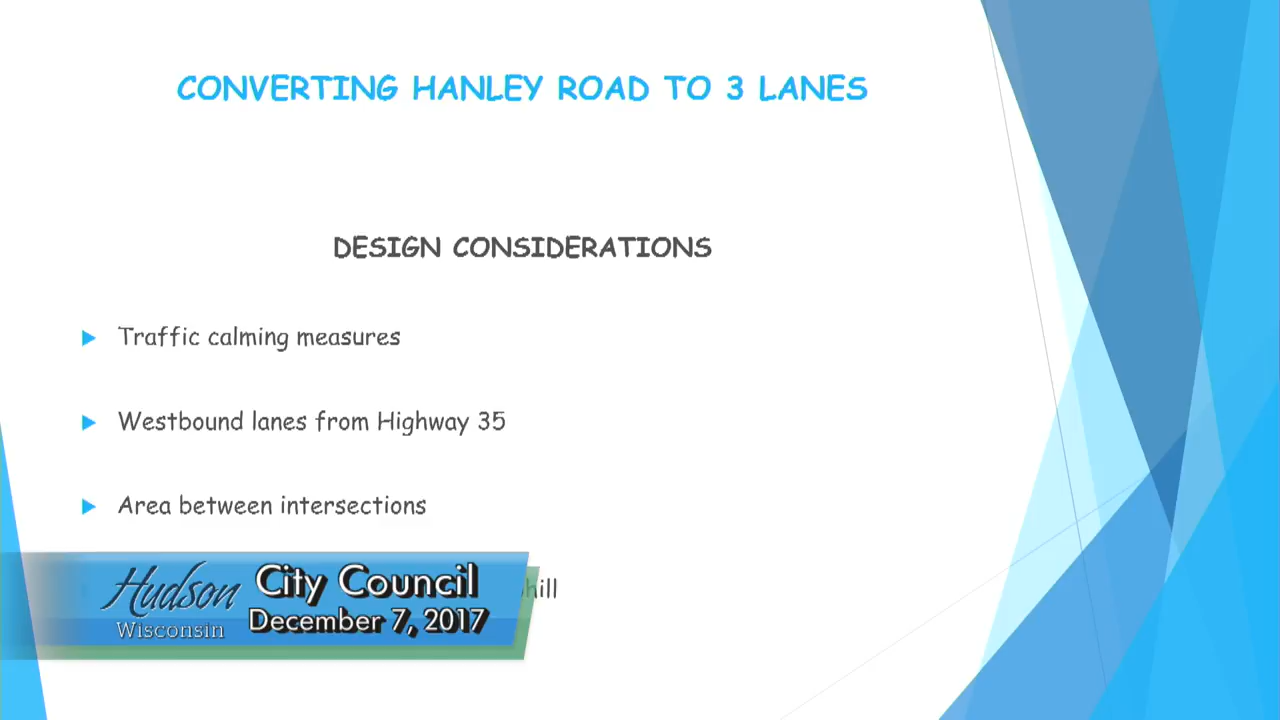 CONVERTING HANLEY ROAD TO 3 LANES
DESIGN CONSIDERATIONS
Traffic calming measures
Westbound lanes from Highway 35
Area between intersections
Hudson
Wisconsin
City Council
December 7, 2017